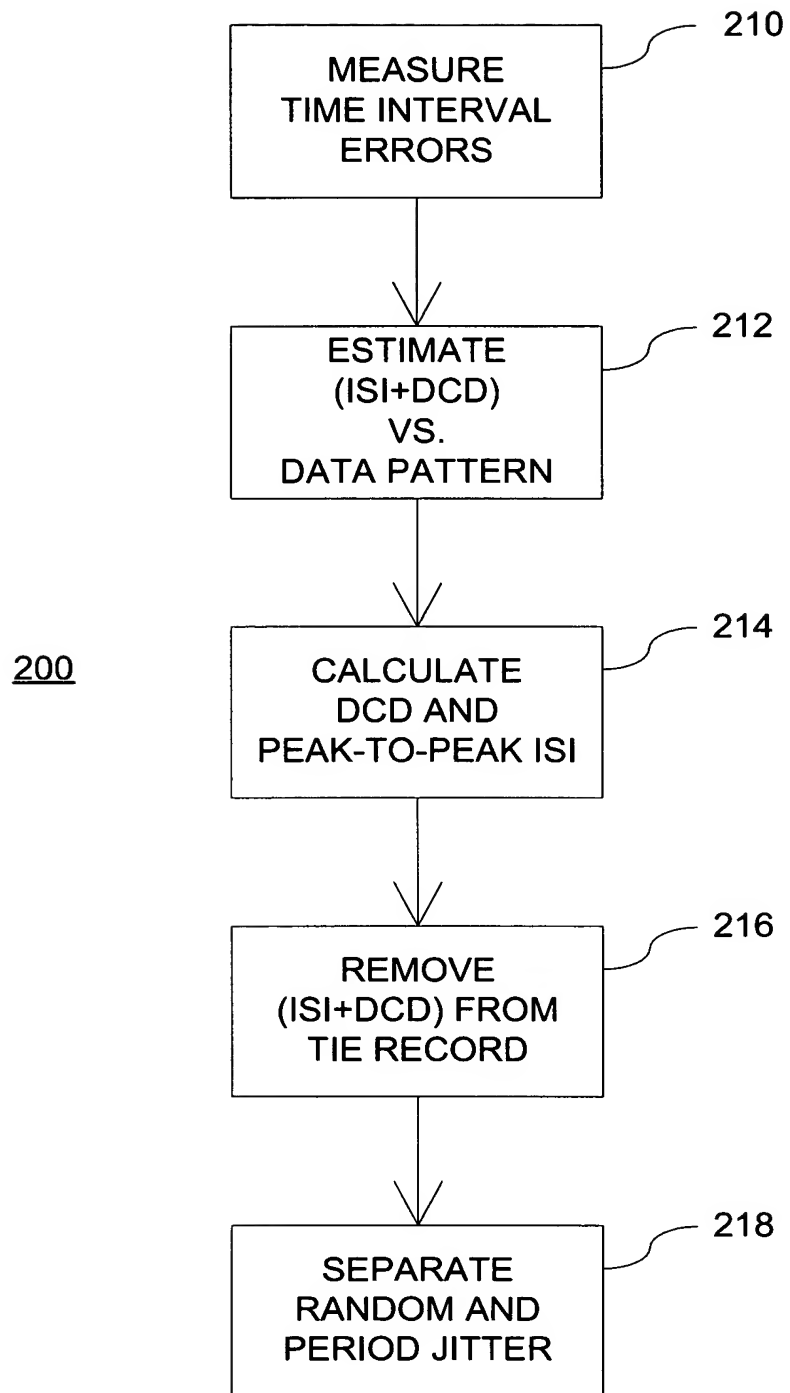 210
MEASURE
TIME INTERVAL
ERRORS
212
ESTIMATE
(ISI+DCD)
VS.
DATA PATTERN
214
200
CALCULATE
DCD AND
PEAK-TO-PEAK ISI
216
REMOVE
(ISI+DCD) FROM
TIE RECORD
218
SEPARATE
RANDOM AND
PERIOD JITTER